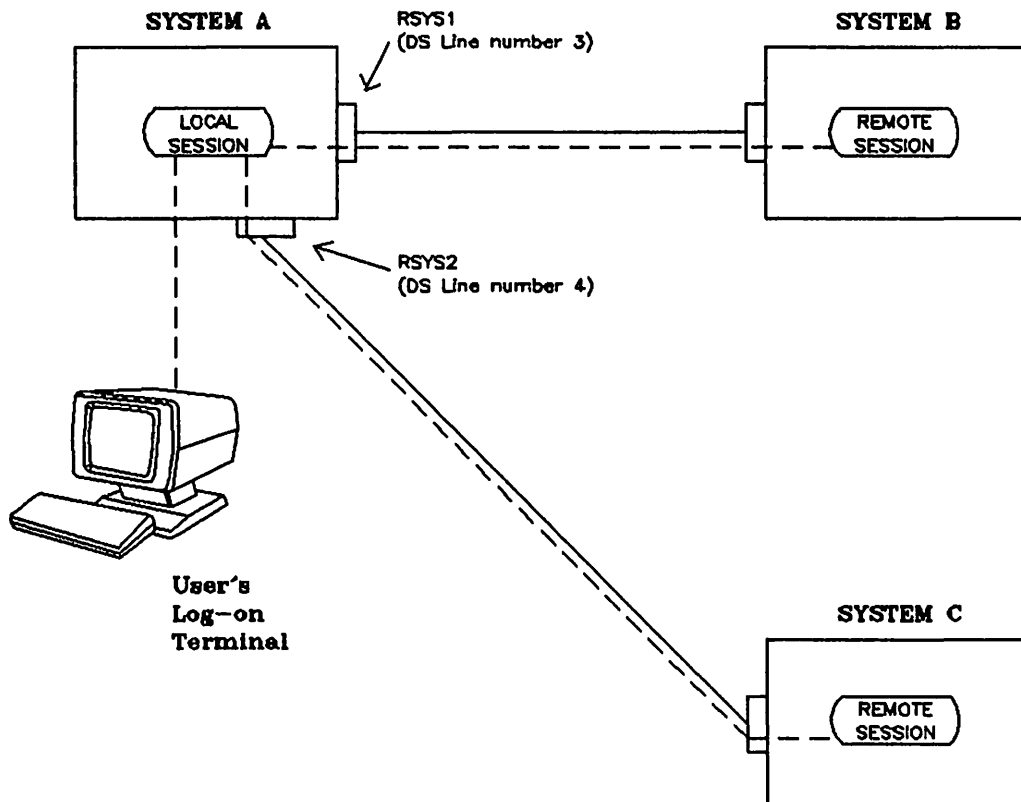 SYSTEM A
RSYS1
(DS Line number 3)
SYSTEM B
LOCAL
SESSION
REMOTE
SESSION
RSYS2
(DS Line number 4)
User's
Log-on
Terminal
SYSTEM C
REMOTE
SESSION